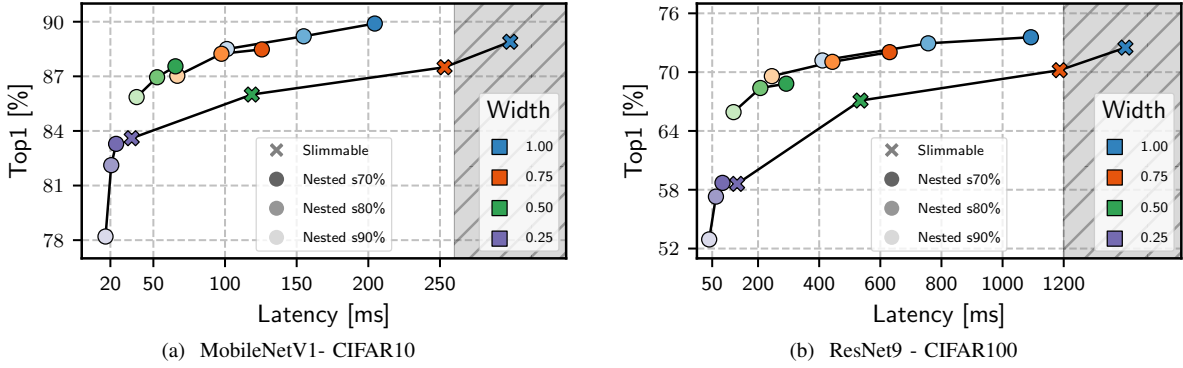 90
87
84
81
78
Top1 [%]
20 50 100 150 200 250
Latency [ms]
Slimmable
Nested s70%
Nested s80%
Nested s90%
Width
1.00
0.75
0.50
0.25
(a) MobileNetV1- CIFAR10
76
70
64
58
52
Top1 [%]
50 200 400 600 800 1000 1200
Latency [ms]
Slimmable
Nested s70%
Nested s80%
Nested s90%
Width
1.00
0.75
0.50
0.25
(b) ResNet9 - CIFAR100